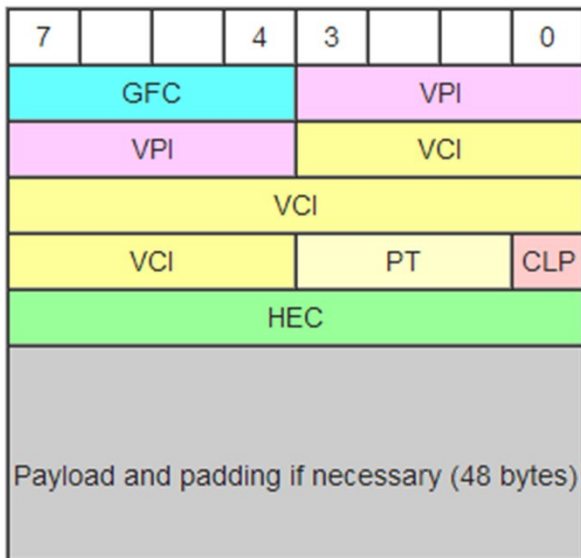 7 4 3 0
GFC VPI
VPI VCI
VCI
VCI PT CLP
HEC
Payload and padding if necessary (48 bytes)